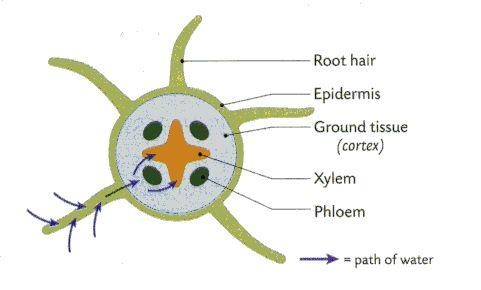 Root hair
Epidermis
Ground tissue
(cortex)
Xylem
Phloem
= path of water